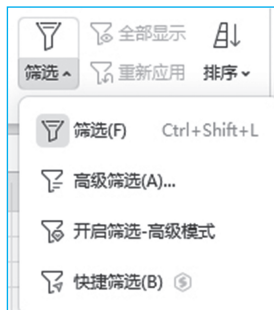 全部显示
筛选 重新应用 排序
筛选(F) Ctrl+Shift+L
高级筛选(A)...
开启筛选-高级模式
快捷筛选(B)